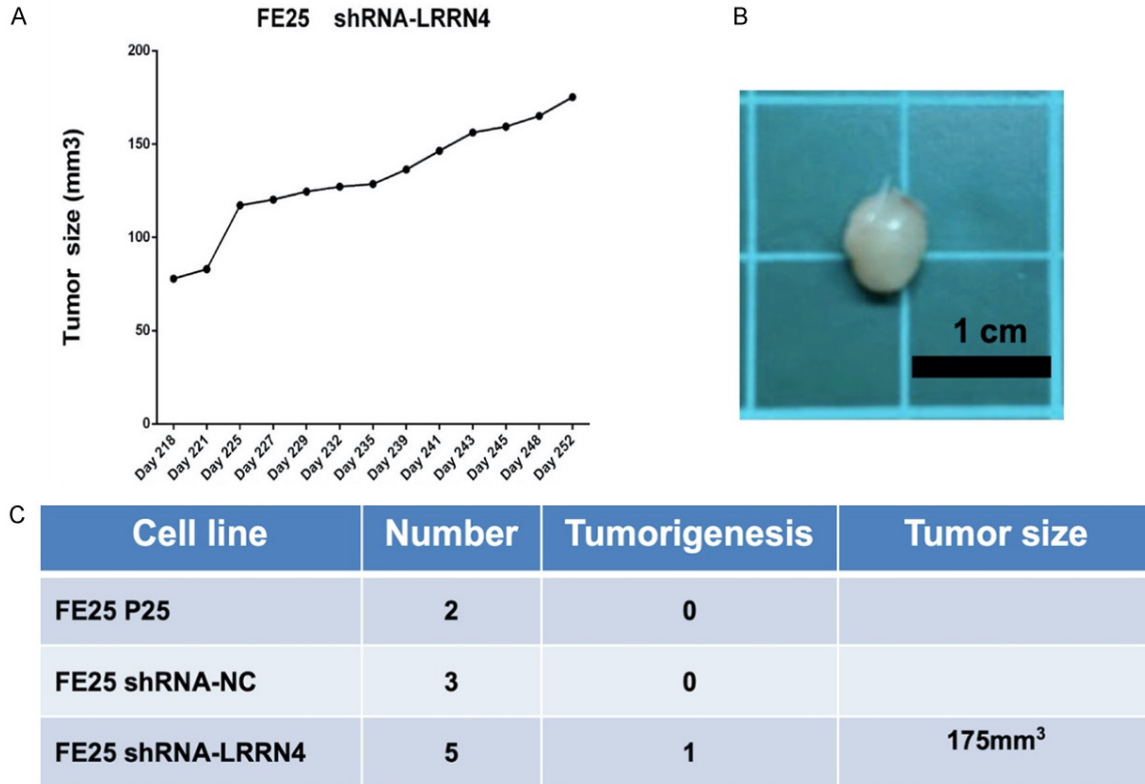 A
FE25 shRNA-LRRN4
Tumor size (mm3)
200
150
100
50
0
Day 218
Day 221
Day 225
Day 227
Day 229
Day 232
Day 235
Day 239
Day 241
Day 243
Day 245
Day 248
Day 252
B
1 cm
C
Cell line Number Tumorigenesis Tumor size
FE25 P25 2 0
FE25 shRNA-NC 3 0
FE25 shRNA-LRRN4 5 1 175mm³